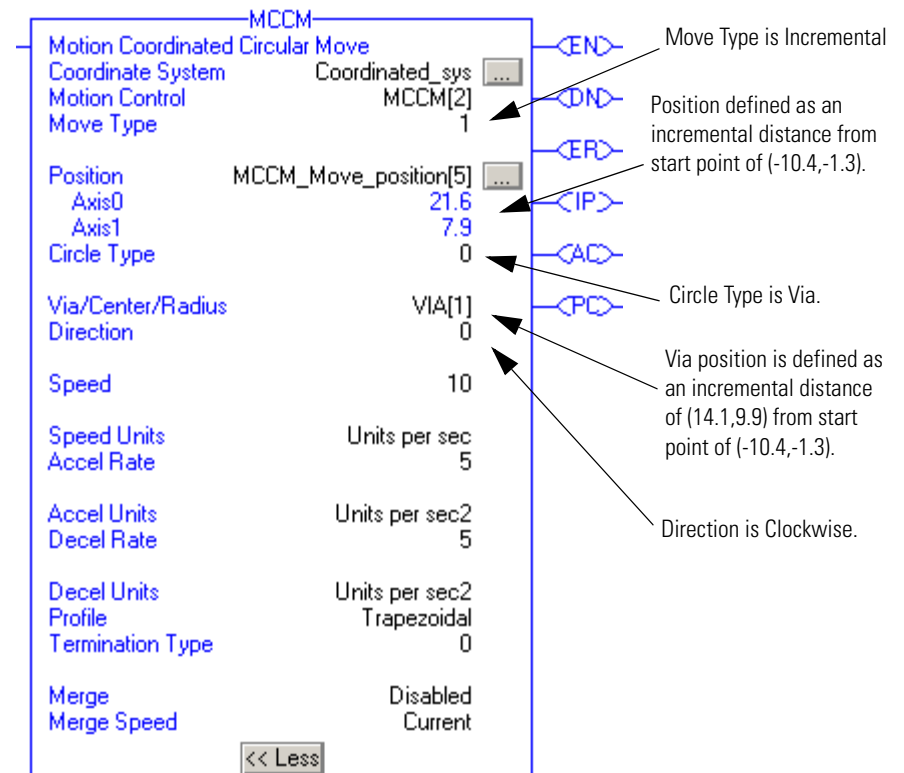 MCCM
Motion Coordinated Circular Move
Coordinate System Coordinated_sys ...
Motion Control MCCM[2]
Move Type 1
Position MCCM_Move_position[5] ...
Axis0 21.6
Axis1 7.9
Circle Type 0
Via/Center/Radius VIA[1]
Direction 0
Speed 10
Speed Units Units per sec
Accel Rate 5
Accel Units Units per sec2
Decel Rate 5
Decel Units Units per sec2
Profile Trapezoidal
Termination Type 0
Merge Disabled
Merge Speed Current
<< Less
EN
DN
ER
IP
AC
PC
Move Type is Incremental
Position defined as an
incremental distance from
start point of (-10.4,-1.3).
Circle Type is Via.
Via position is defined as
an incremental distance
of (14.1,9.9) from start
point of (-10.4,-1.3).
Direction is Clockwise.